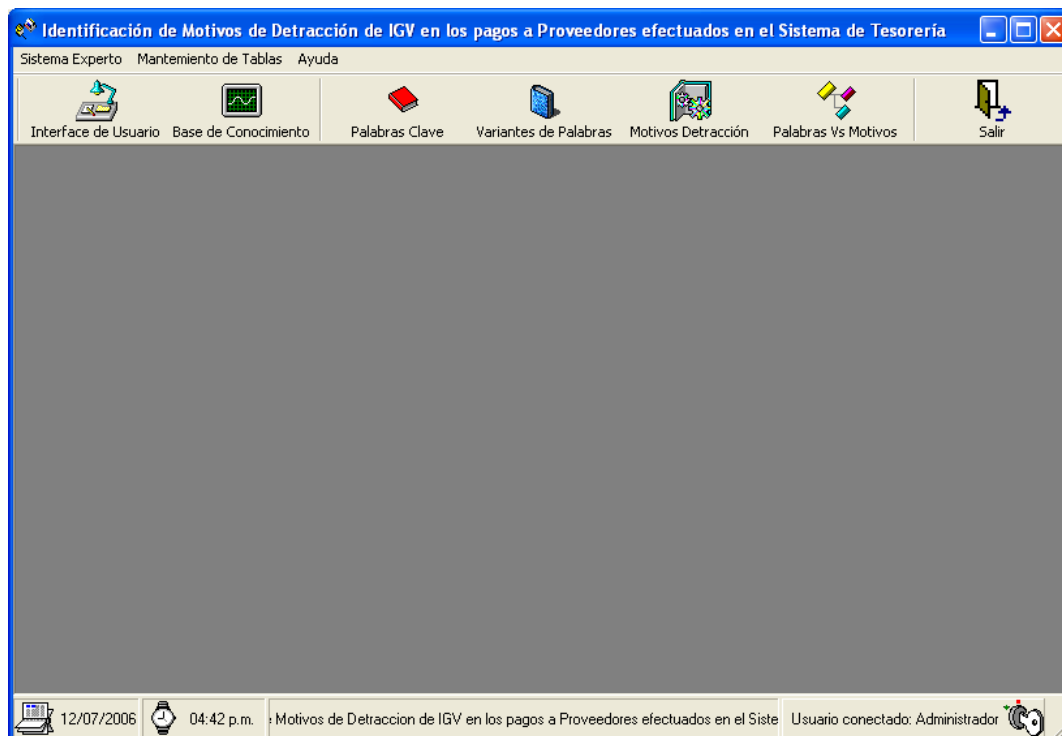 Identificación de Motivos de Detracción de IGV en los pagos a Proveedores efectuados en el Sistema de Tesorería
Sistema Experto Mantemiento de Tablas Ayuda
Interface de Usuario Base de Conocimiento Palabras Clave Variantes de Palabras Motivos Detracción Palabras Vs Motivos Salir
12/07/2006 04:42 p.m. Motivos de Detraccion de IGV en los pagos a Proveedores efectuados en el Siste Usuario conectado: Administrador